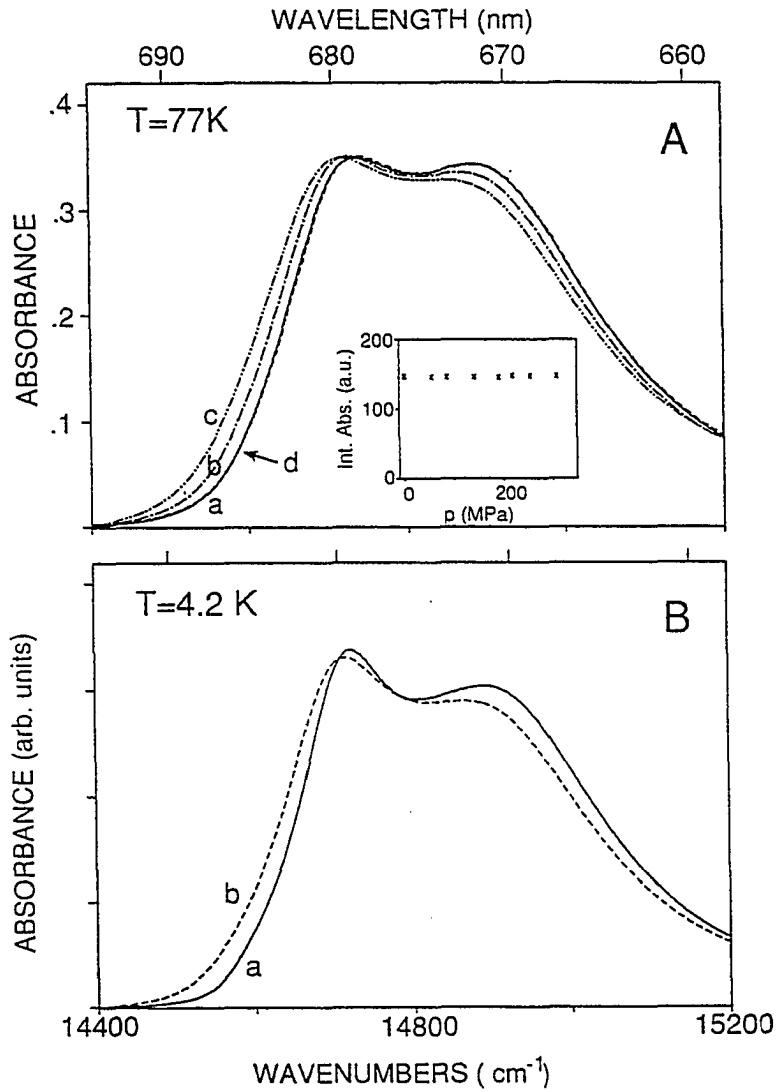 WAVELENGTH (nm)
690 680 670 660
.4
T=77K
A
.3
ABSORBANCE
.2
200
c
Int. Abs. (a.u.)
100
.1
b
d
a
0
0 200
p (MPa)
T=4.2 K
B
ABSORBANCE (arb. units)
b
a
14400 14800 15200
WAVENUMBERS ( cm⁻¹)